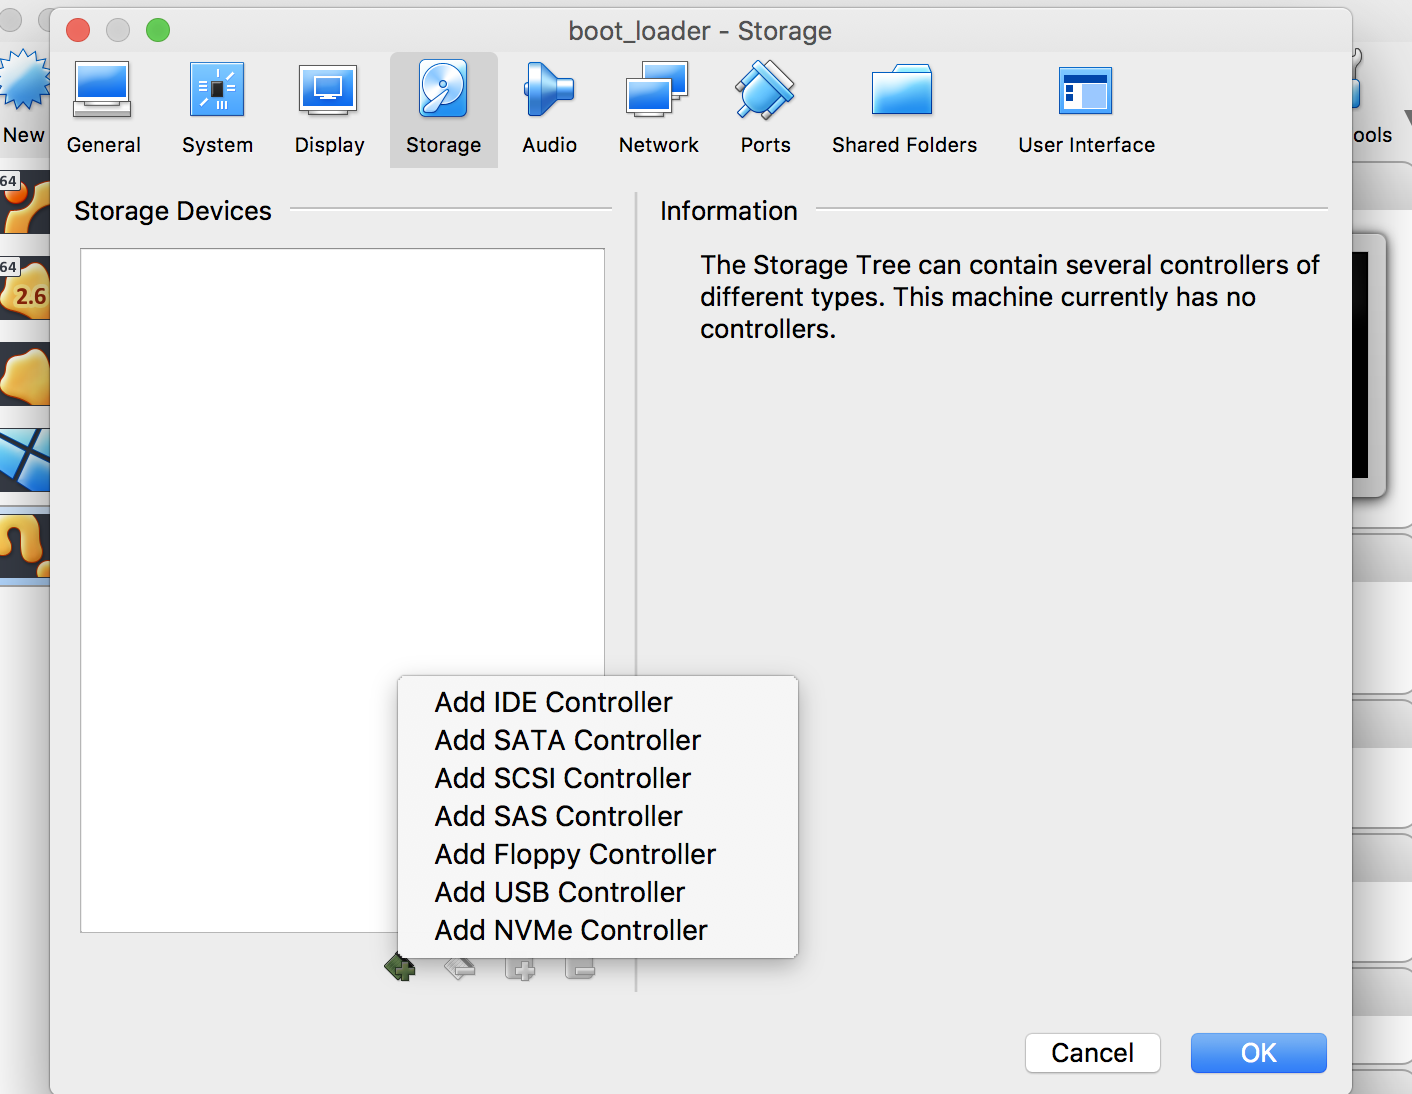 boot_loader - Storage
New
General
System
Display
Storage
Audio
Network
Ports
Shared Folders
User Interface
ools
64
64
2.6
Storage Devices
Information
The Storage Tree can contain several controllers of
different types. This machine currently has no
controllers.
Add IDE Controller
Add SATA Controller
Add SCSI Controller
Add SAS Controller
Add Floppy Controller
Add USB Controller
Add NVMe Controller
Cancel
OK